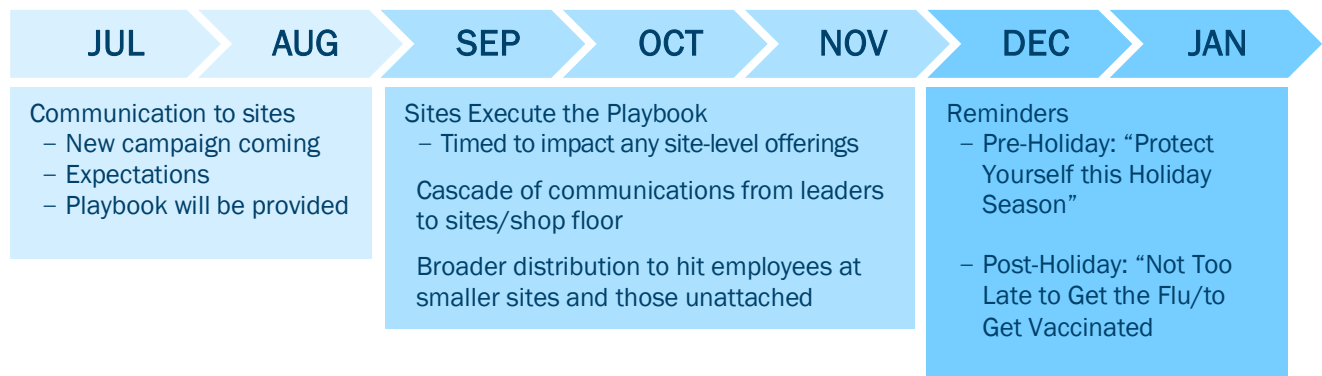 JUL AUG SEP OCT NOV DEC JAN
Communication to sites
– New campaign coming
– Expectations
– Playbook will be provided
Sites Execute the Playbook
– Timed to impact any site-level offerings
Cascade of communications from leaders
to sites/shop floor
Broader distribution to hit employees at
smaller sites and those unattached
Reminders
– Pre-Holiday: “Protect
Yourself this Holiday
Season”
– Post-Holiday: “Not Too
Late to Get the Flu/to
Get Vaccinated